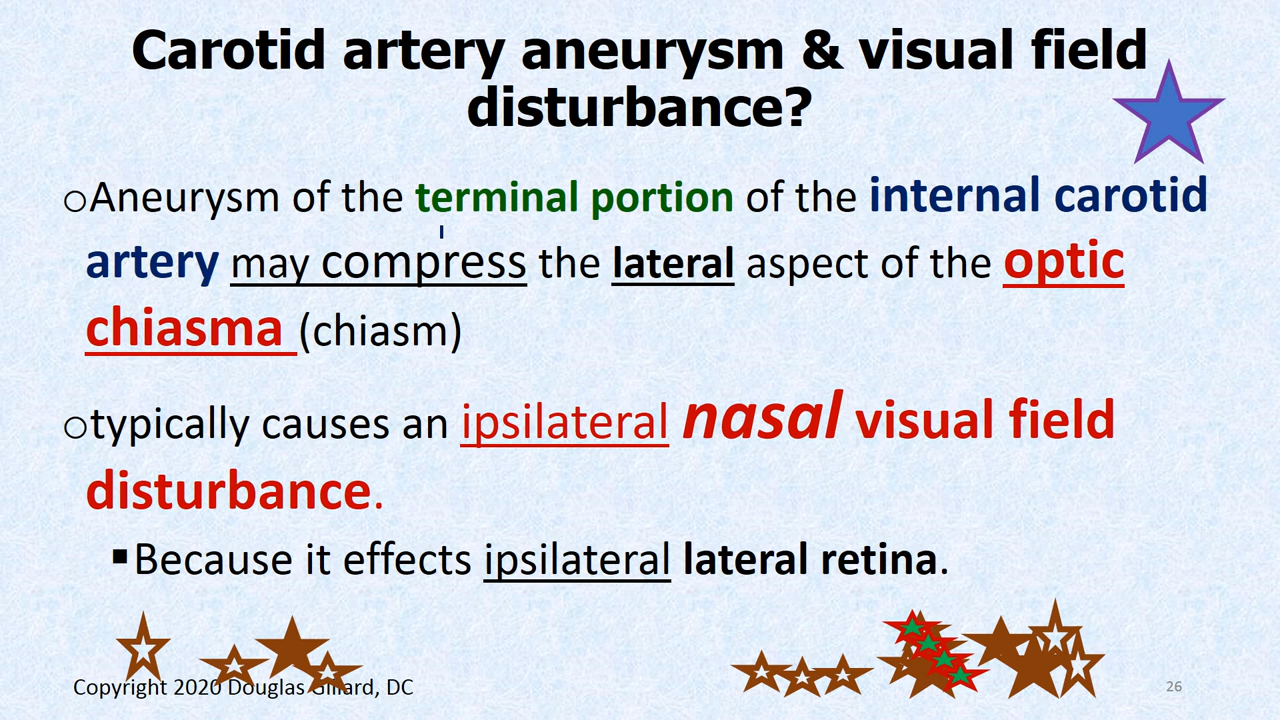 Carotid artery aneurysm & visual field
disturbance?
○Aneurysm of the terminal portion of the internal carotid
artery may compress the lateral aspect of the optic
chiasma (chiasm)
○typically causes an ipsilateral nasal visual field
disturbance.
▪Because it effects ipsilateral lateral retina.
Copyright 2020 Douglas Gillard, DC
26